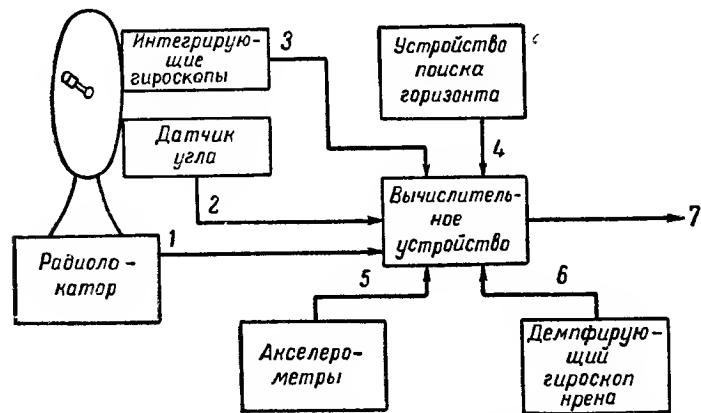 Интегрирую-
щие
гироскопы
3
Устройство
поиска
горизонта
Датчик
угла
4
2
Вычислитель-
ное
устройство
7
1
Радиоло-
катор
5
6
Акселеро-
метры
Демпфирую-
щий
гироскоп
крена